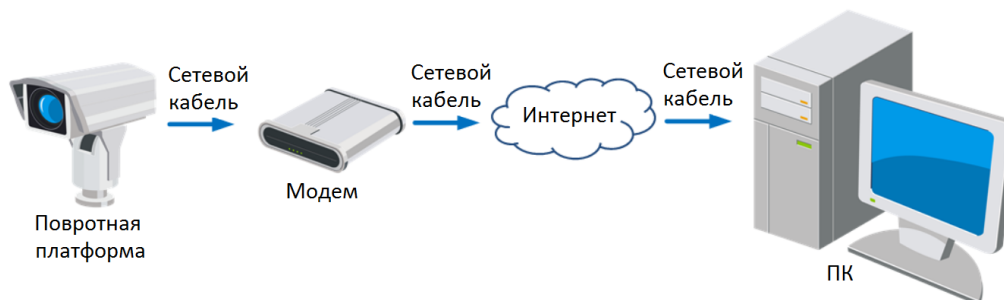 Сетевой
кабель
Сетевой
кабель
Сетевой
кабель
Интернет
Модем
Повротная
платформа
ПК